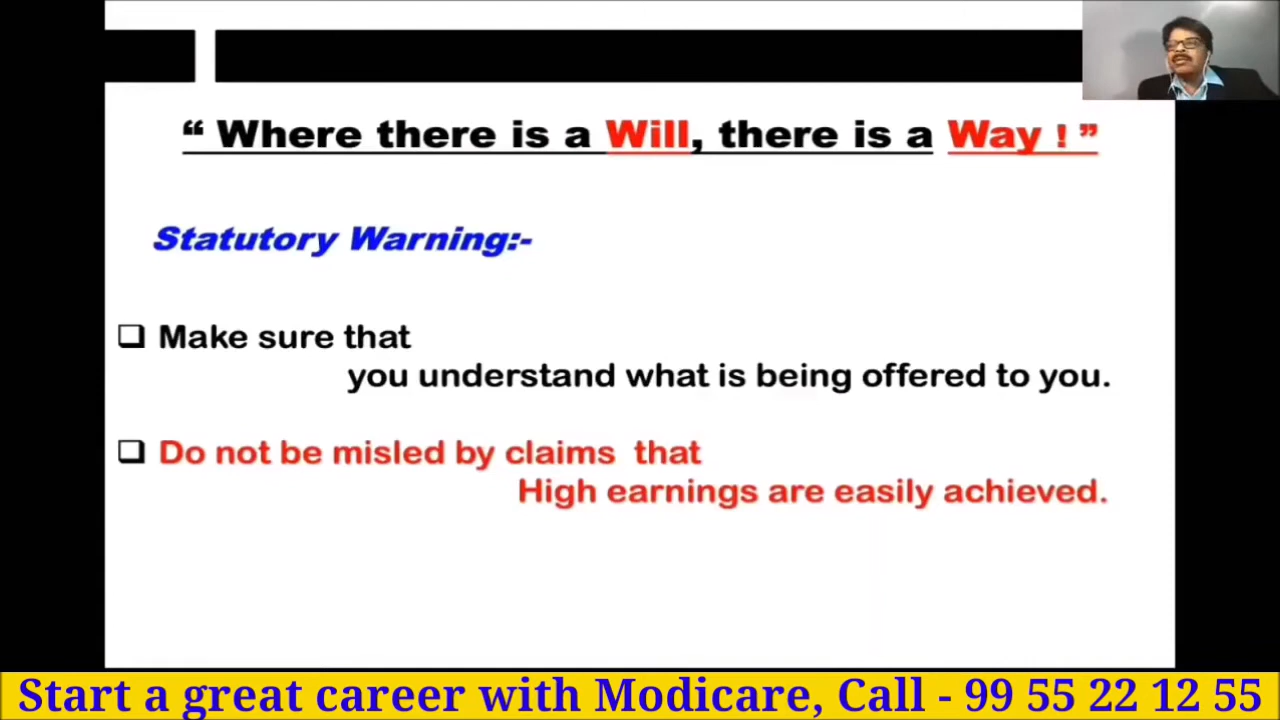 “ Where there is a Will, there is a Way ! ”
Statutory Warning:-
Make sure that
you understand what is being offered to you.
Do not be misled by claims that
High earnings are easily achieved.
Start a great career with Modicare, Call - 99 55 22 12 55